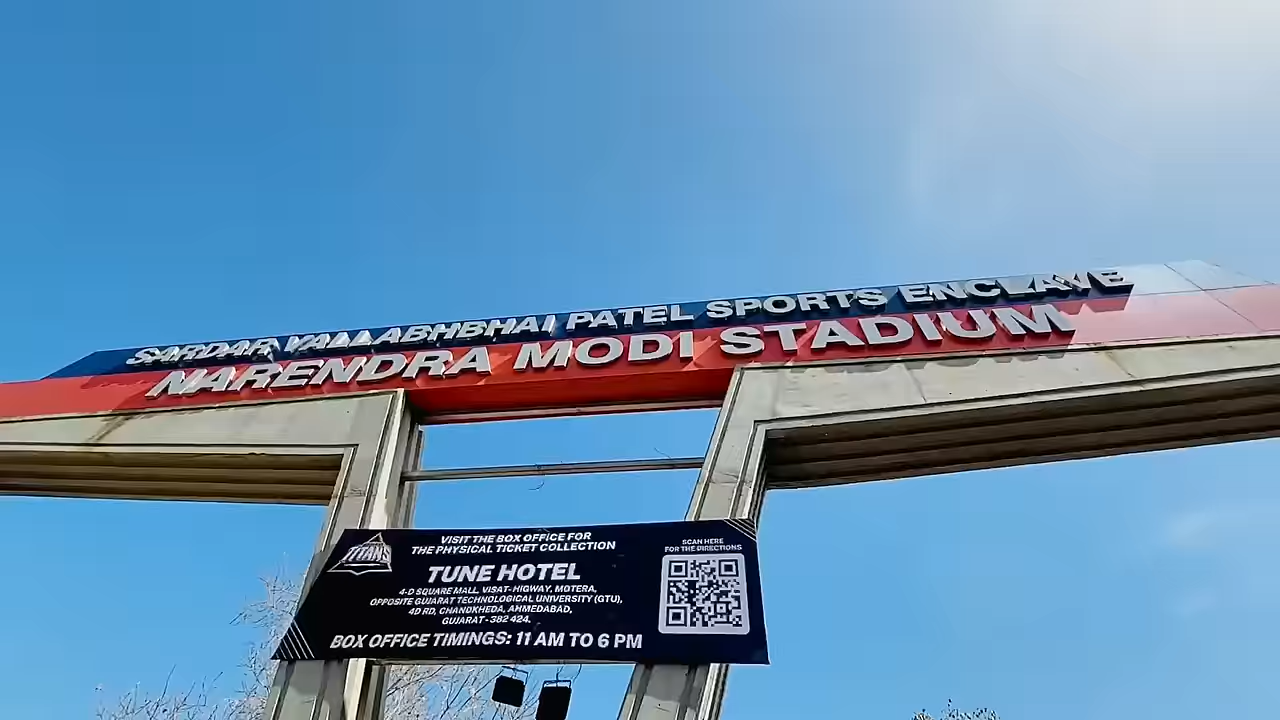 SARDAR VALLABHBHAI PATEL SPORTS ENCLAVE
NARENDRA MODI STADIUM
TITANS
VISIT THE BOX OFFICE FOR
THE PHYSICAL TICKET COLLECTION
TUNE HOTEL
4-D SQUARE MALL, VISAT-HIGWAY, MOTERA,
OPPOSITE GUJARAT TECHNOLOGICAL UNIVERSITY (GTU),
4D RD, CHANDKHEDA, AHMEDABAD,
GUJARAT - 382 424.
BOX OFFICE TIMINGS: 11 AM TO 6 PM
SCAN HERE
FOR THE DIRECTIONS